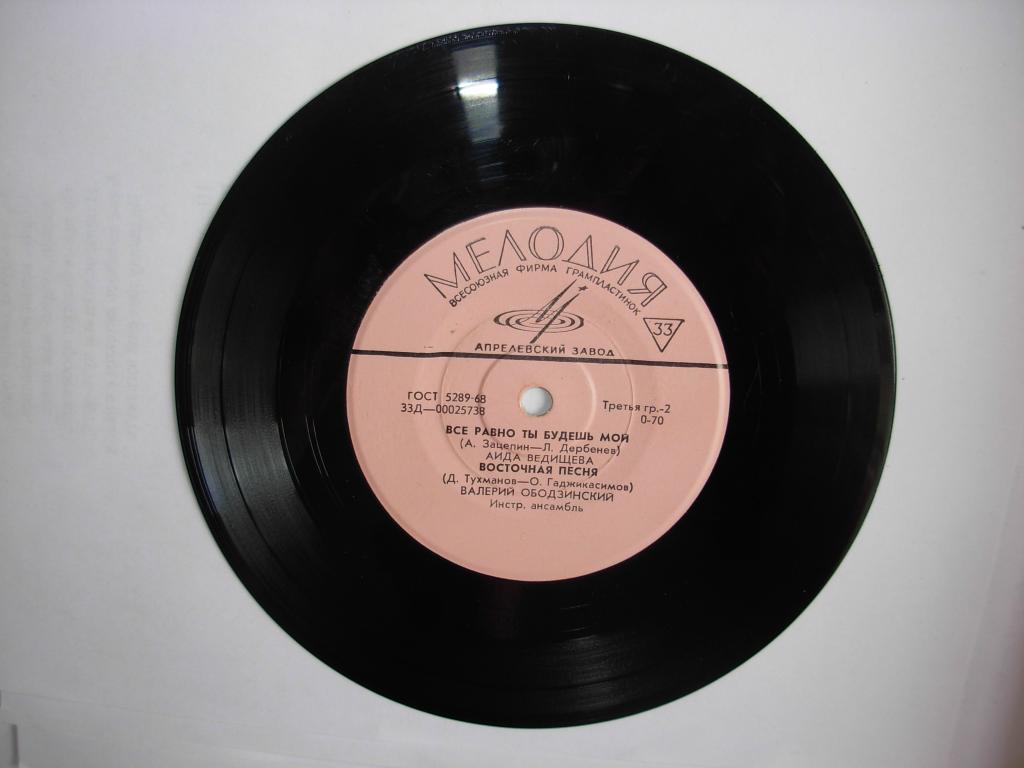 МЕЛОДИЯ
ВСЕСОЮЗНАЯ ФИРМА ГРАМПЛАСТИНОК
33
АПРЕЛЕВСКИЙ ЗАВОД
ГОСТ 5289-68
33Д—00025738
Третья гр.-2
0-70
ВСЕ РАВНО ТЫ БУДЕШЬ МОЙ
(А. Зацепин—Л. Дербенев)
АИДА ВЕДИЩЕВА
ВОСТОЧНАЯ ПЕСНЯ
(Д. Тухманов—О. Гаджикасимов)
ВАЛЕРИЙ ОБОДЗИНСКИЙ
Инстр. ансамбль